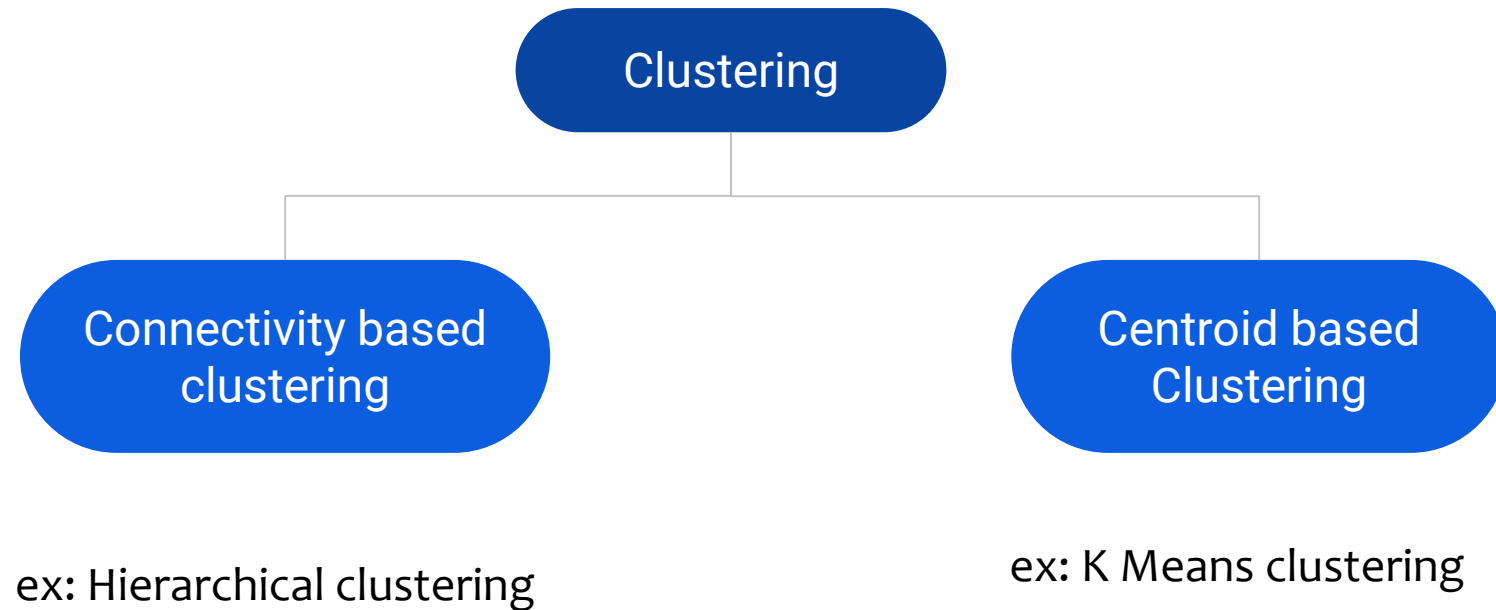 Clustering
Connectivity based
clustering
Centroid based
Clustering
ex: Hierarchical clustering
ex: K Means clustering